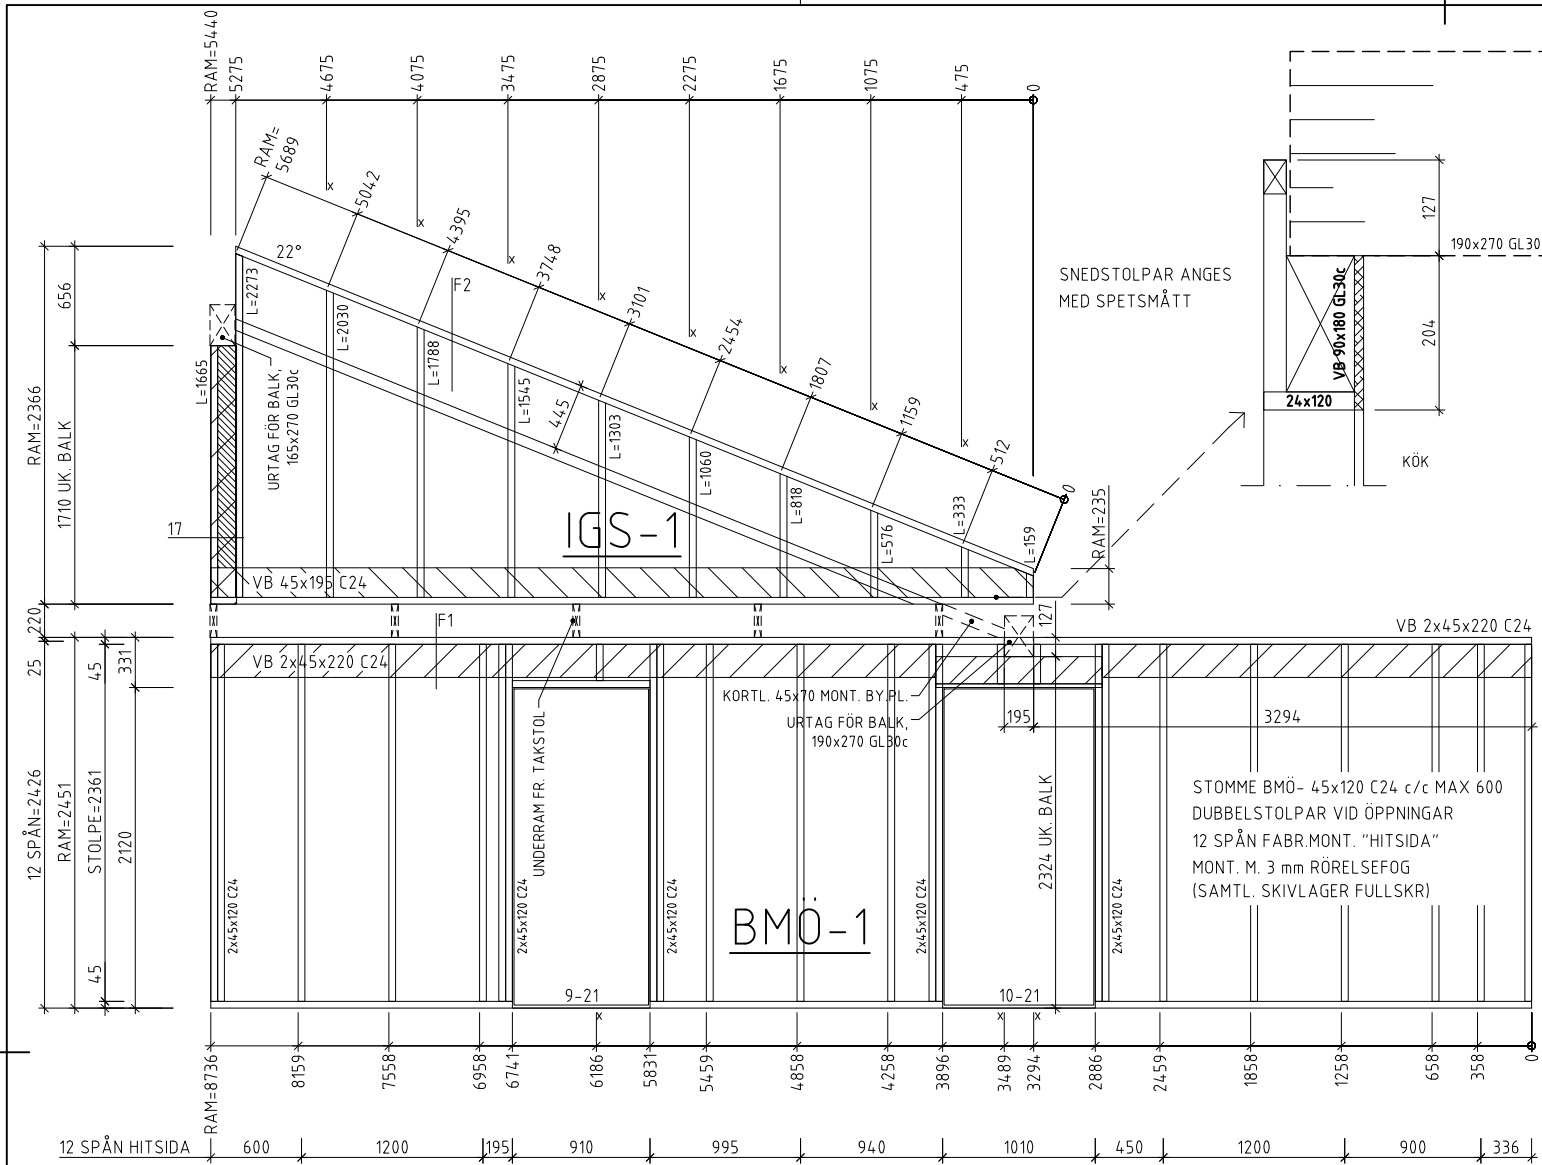 RAM=5440
5275
4675
4075
3475
2875
2275
1675
1075
475
0
RAM=
5689
5042
4395
3748
3101
2454
1807
1159
512
0
22°
F2
L=1665
L=2273
L=2030
L=1788
L=1545
L=1303
L=1060
L=818
L=576
L=333
L=159
445
URTAG FÖR BALK,
165x270 GL30c
IGS-1
VB 45x195 C24
17
656
1710 UK. BALK
RAM=2366
220
RAM=235
SNEDSTOLPAR ANGES
MED SPETSMÅTT
127
190x270 GL30
204
VB 90x180 GL30c
24x120
KÖK
F1
127
VB 2x45x220 C24
VB 2x45x220 C24
25
45
331
12 SPÅN=2426
RAM=2451
STOLPE=2361
2120
45
UNDERRAM FR. TAKSTOL
KORTL. 45x70 MONT. BY.PL.
URTAG FÖR BALK,
190x270 GL30c
195
3294
2324 UK. BALK
2x45x120 C24
2x45x120 C24
2x45x120 C24
2x45x120 C24
2x45x120 C24
BMÖ-1
9-21
10-21
STOMME BMÖ- 45x120 C24 c/c MAX 600
DUBBELSTOLPAR VID ÖPPNINGAR
12 SPÅN FABR.MONT. "HITSIDA"
MONT. M. 3 mm RÖRELSEFOG
(SAMTL. SKIVLAGER FULLSKR)
RAM=8736
8159
7558
6958
6741
6186
5831
5459
4858
4258
3896
3489
3294
2886
2459
1858
1258
658
358
0
12 SPÅN HITSIDA
600
1200
195
910
995
940
1010
450
1200
900
336